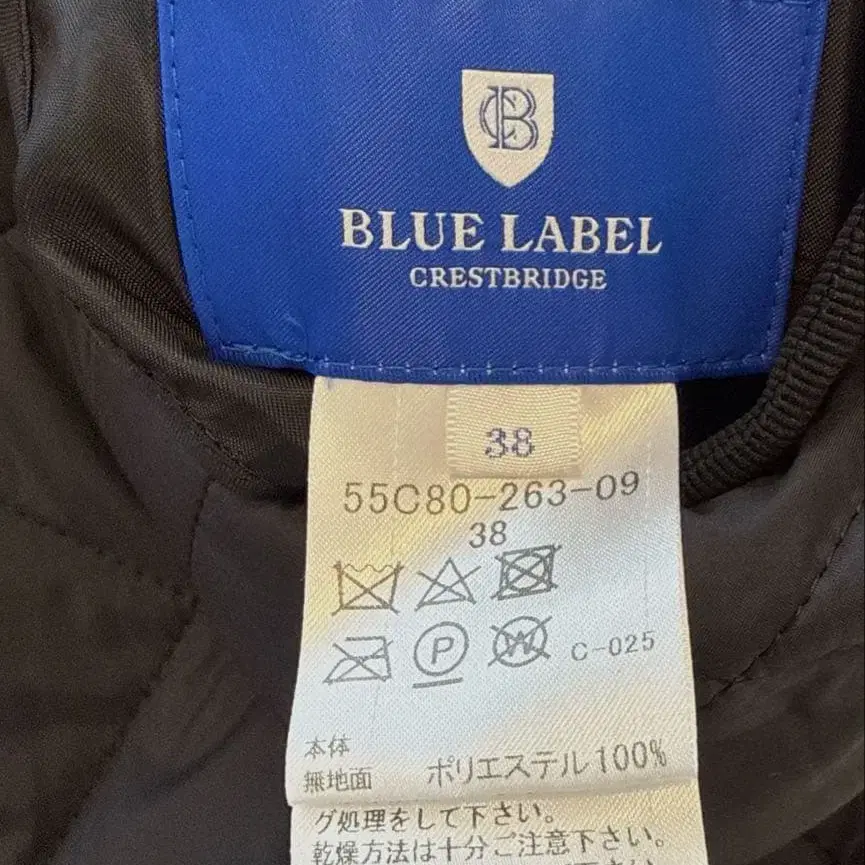 CB
BLUE LABEL
CRESTBRIDGE
38
55C80-263-09
38
P
W
C-025
本体
無地面 ポリエステル100%
グ処理をして下さい。
乾燥方法は十分ご注意下さい。